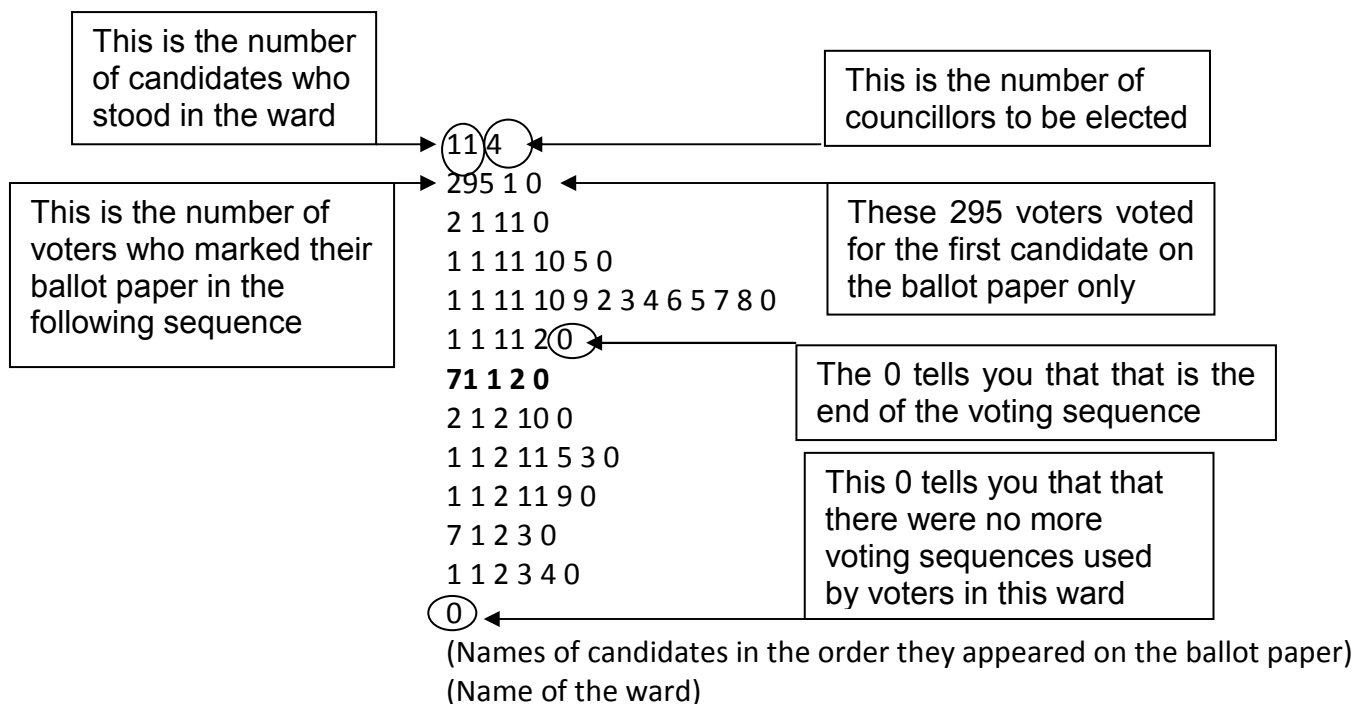 This is the number
of candidates who
stood in the ward
This is the number of
councillors to be elected
11 4
295 1 0
2 1 11 0
1 1 11 10 5 0
1 1 11 10 9 2 3 4 6 5 7 8 0
1 1 11 2 0
71 1 2 0
2 1 2 10 0
1 1 2 11 5 3 0
1 1 2 11 9 0
7 1 2 3 0
1 1 2 3 4 0
0
(Names of candidates in the order they appeared on the ballot paper)
(Name of the ward)
This is the number of
voters who marked their
ballot paper in the
following sequence
These 295 voters voted
for the first candidate on
the ballot paper only
The 0 tells you that that is the
end of the voting sequence
This 0 tells you that that
there were no more
voting sequences used
by voters in this ward